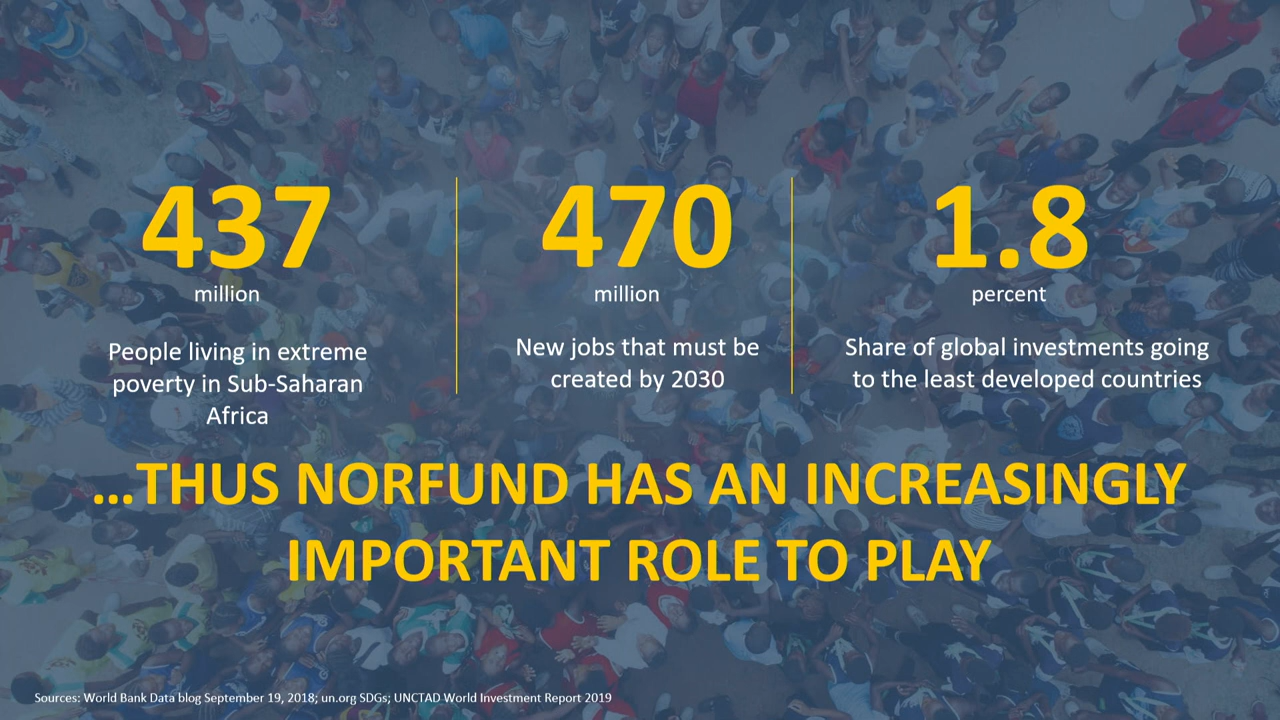 437
million
People living in extreme
poverty in Sub-Saharan
Africa
470
million
New jobs that must be
created by 2030
1.8
percent
Share of global investments going
to the least developed countries
...THUS NORFUND HAS AN INCREASINGLY
IMPORTANT ROLE TO PLAY
Sources: World Bank Data blog September 19, 2018; un.org SDGs; UNCTAD World Investment Report 2019